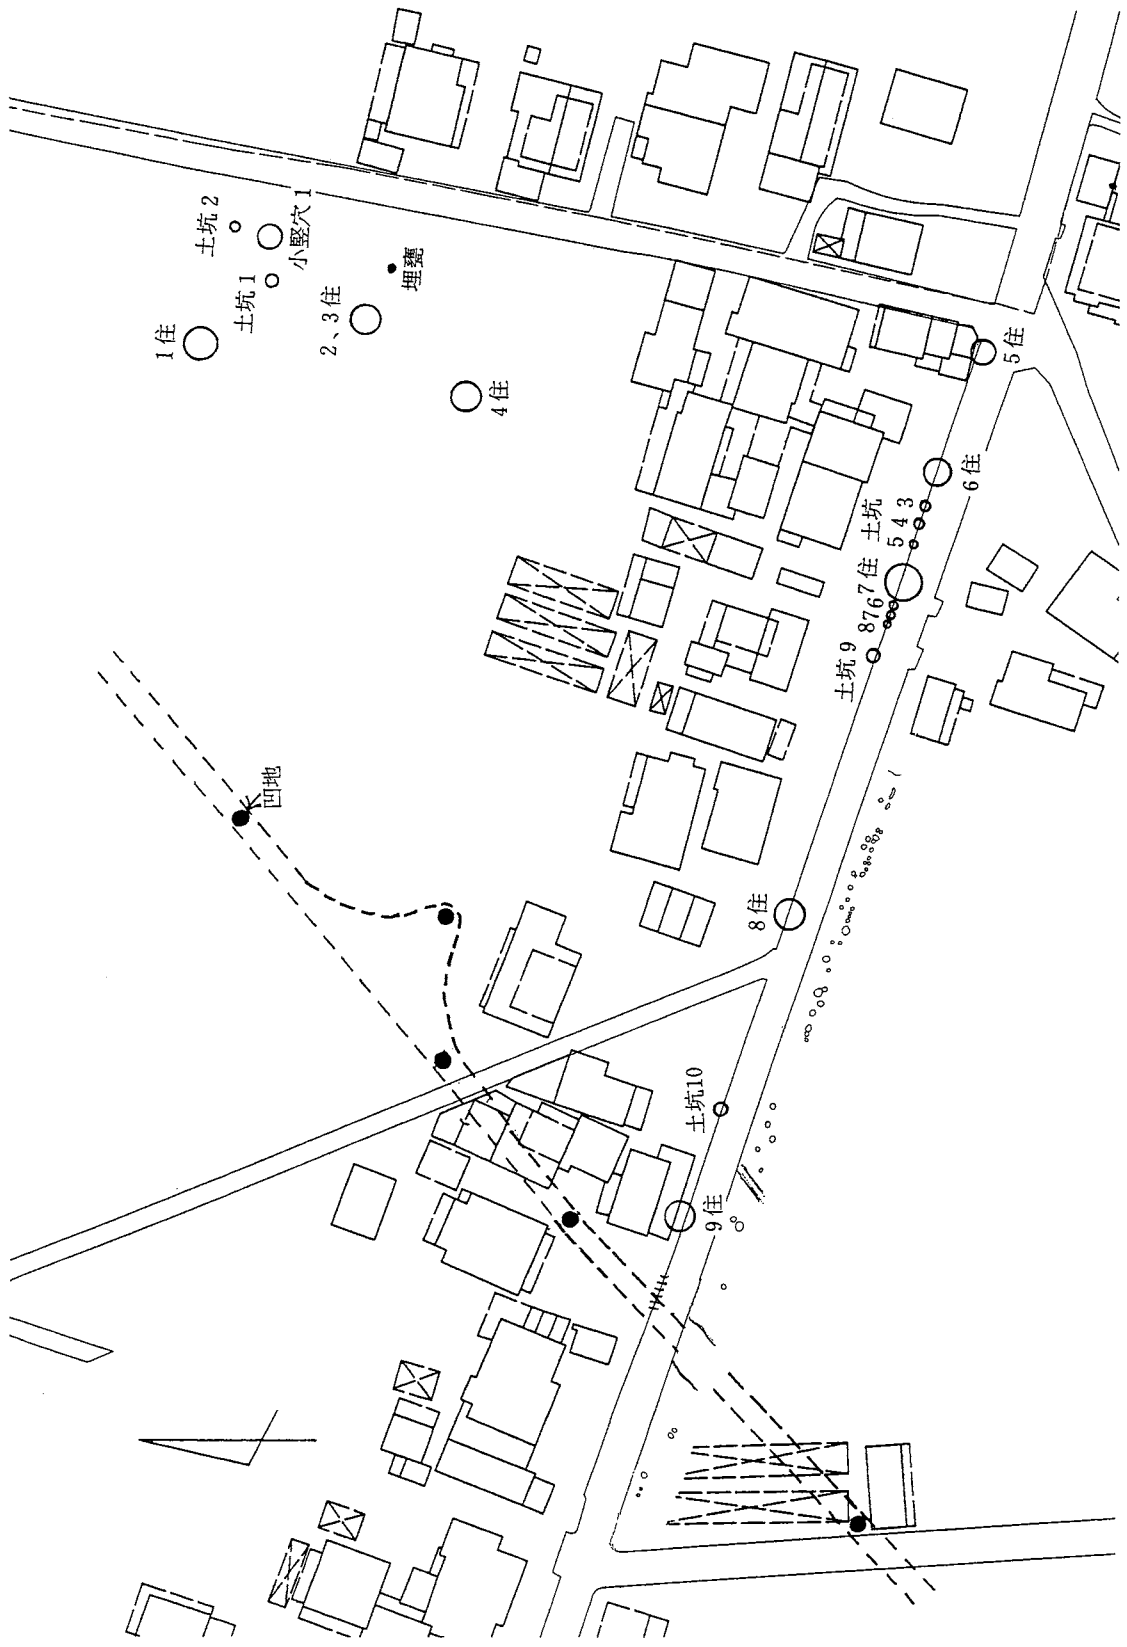 土坑 2
小竪穴 1
土坑 1
1 住
2、3 住
埋甕
4 住
5 住
6 住
土坑
5 4 3
7 住
8 7 6
土坑 9
凹地
8 住
土坑10
9 住